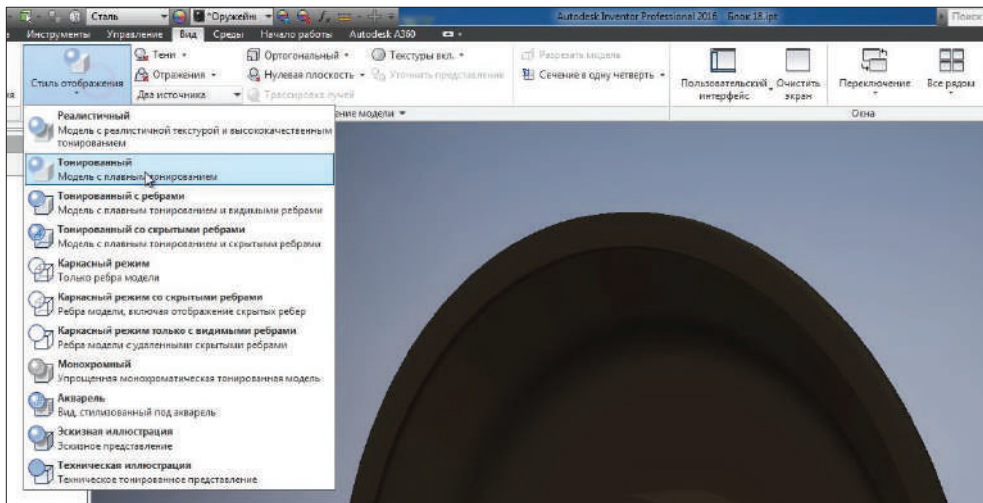 Сталь
*Оружейн
Autodesk Inventor Professional 2016 Блок 18.ipt
Поиск
Инструменты Управление Вид Среды Начало работы Autodesk A360
Тени Ортогональный Текстуры вкл. Разрезать модель
Стиль отображения Отражения Нулевая плоскость Уточнить представление Сечение в одну четверть
Два источника Трассировка лучей
Пользовательский интерфейс Очистить экран Переключение Все рядом
ение модели Окна
Реалистичный
Модель с реалистичной текстурой и высококачественным
тонированием
Тонированный
Модель с плавным тонированием
Тонированный с ребрами
Модель с плавным тонированием и видимыми ребрами
Тонированный со скрытыми ребрами
Модель с плавным тонированием и скрытыми ребрами
Каркасный режим
Только ребра модели
Каркасный режим со скрытыми ребрами
Ребра модели, включая отображение скрытых ребер
Каркасный режим только с видимыми ребрами
Ребра модели с удаленными скрытыми ребрами
Монохромный
Упрощенная монохроматическая тонированная модель
Акварель
Вид, стилизованный под акварель
Эскизная иллюстрация
Эскизное представление
Техническая иллюстрация
Техническое тонированное представление